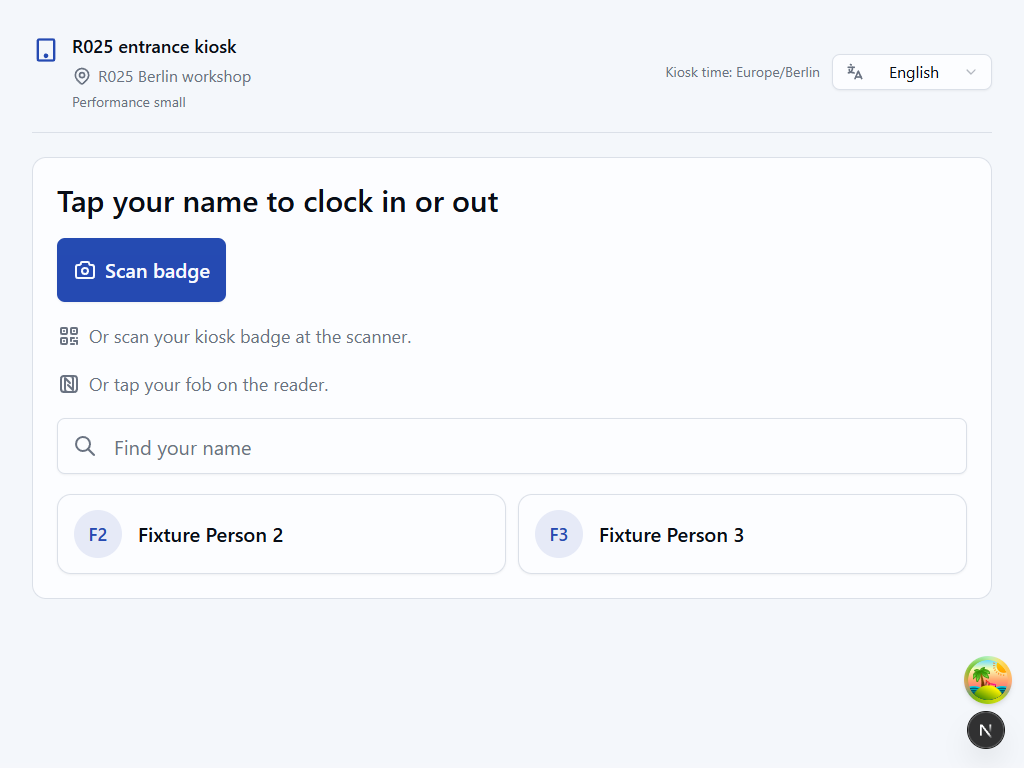 R025 entrance kiosk
R025 Berlin workshop
Performance small
Kiosk time: Europe/Berlin
English
Tap your name to clock in or out
Scan badge
Or scan your kiosk badge at the scanner.
Or tap your fob on the reader.
Find your name
F2
Fixture Person 2
F3
Fixture Person 3
N